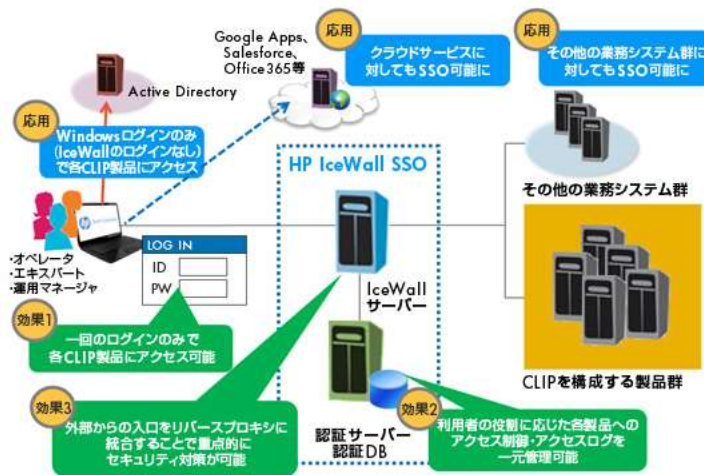 Google Apps、
Salesforce、
Office365等
応用
クラウドサービスに
対してもSSO可能に
応用
その他の業務システム群に
対してもSSO可能に
Active Directory
応用
Windowsログインのみ
(IceWallのログインなし)
で各CLIP製品にアクセス
HP IceWall SSO
その他の業務システム群
・オペレータ
・エキスパート
・運用マネージャ
LOG IN
ID
PW
IceWall
サーバー
効果1
一回のログインのみで
各CLIP製品にアクセス可能
CLIPを構成する製品群
効果3
外部からの入口をリバースプロキシに
統合することで重点的に
セキュリティ対策が可能
認証サーバー
認証DB
効果2
利用者の役割に応じた各製品への
アクセス制御・アクセスログを
一元管理可能